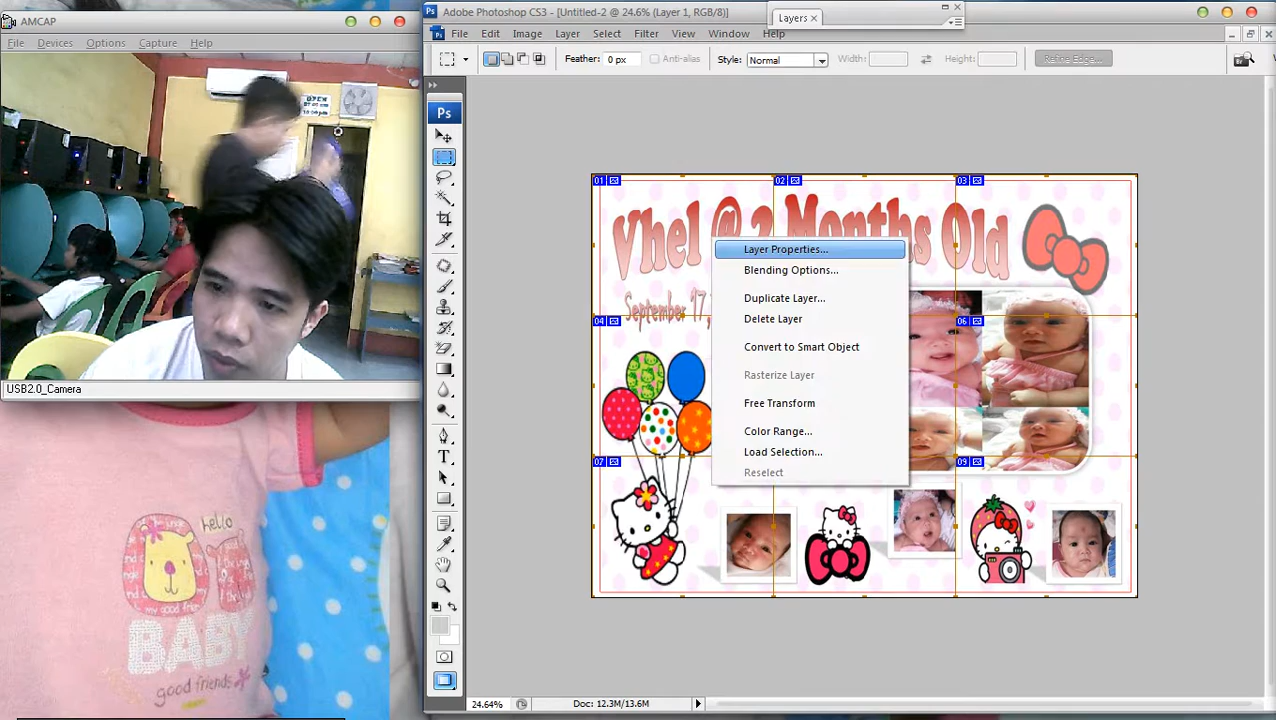 AMCAP
File Devices Options Capture Help
OPEN
USB2.0_Camera
hello
BABY
good friends
Adobe Photoshop CS3 - [Untitled-2 @ 24.6% (Layer 1, RGB/8)]
Layers x
File Edit Image Layer Select Filter View Window Help
Feather: 0 px Anti-alias Style: Normal Width: Height: Refine Edge...
Ps
T
01 02 03
Vhel @ 2 Months Old
September 17,
04 06
07 09
Layer Properties...
Blending Options...
Duplicate Layer...
Delete Layer
Convert to Smart Object
Rasterize Layer
Free Transform
Color Range...
Load Selection...
Reselect
24.64% Doc: 12.3M/13.6M